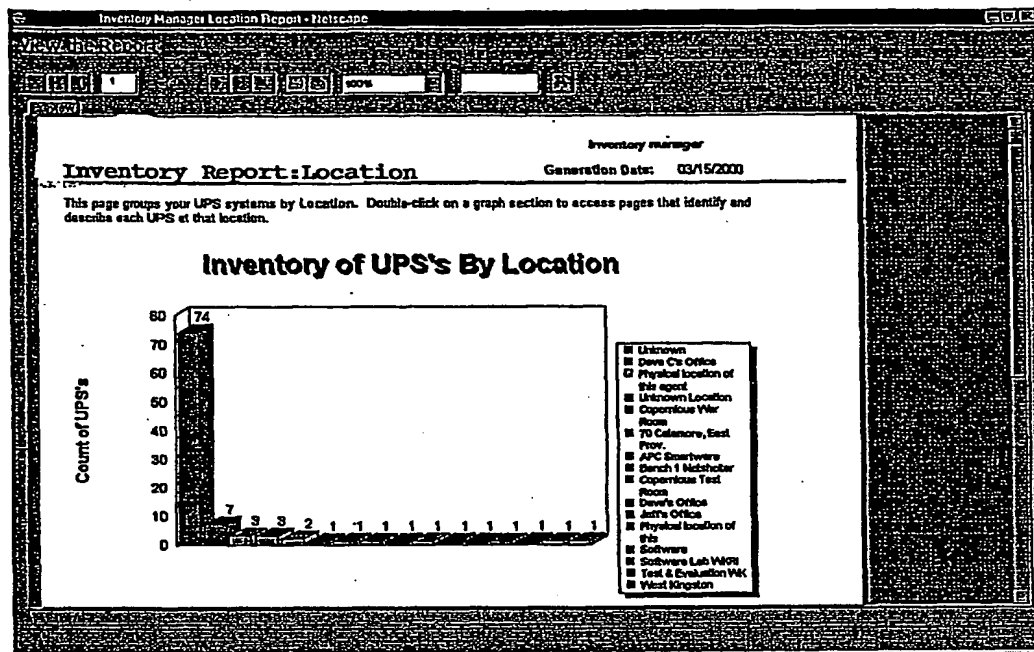 Inventory Manager Location Report - Netscape
View the Report
1
100%
Inventory manager
Inventory Report:Location
Generation Date: 03/15/2000
This page groups your UPS systems by Location. Double-click on a graph section to access pages that identify and
describe each UPS at that location.
Inventory of UPS's By Location
Count of UPS's
80
70
60
50
40
30
20
10
0
74
7
3
3
2
1
1
1
1
1
1
1
1
1
1
1
Unknown
Dave C's Office
Physical location of
this agent
Unknown Location
Copernicus War
Room
70 Catamore, East
Prov.
APC Smartware
Bench 1 Netshelter
Copernicus Test
Room
Dave's Office
Jeff's Office
Physical location of
this
Software
Software Lab WKRI
Test & Evaluation WK
West Kingston